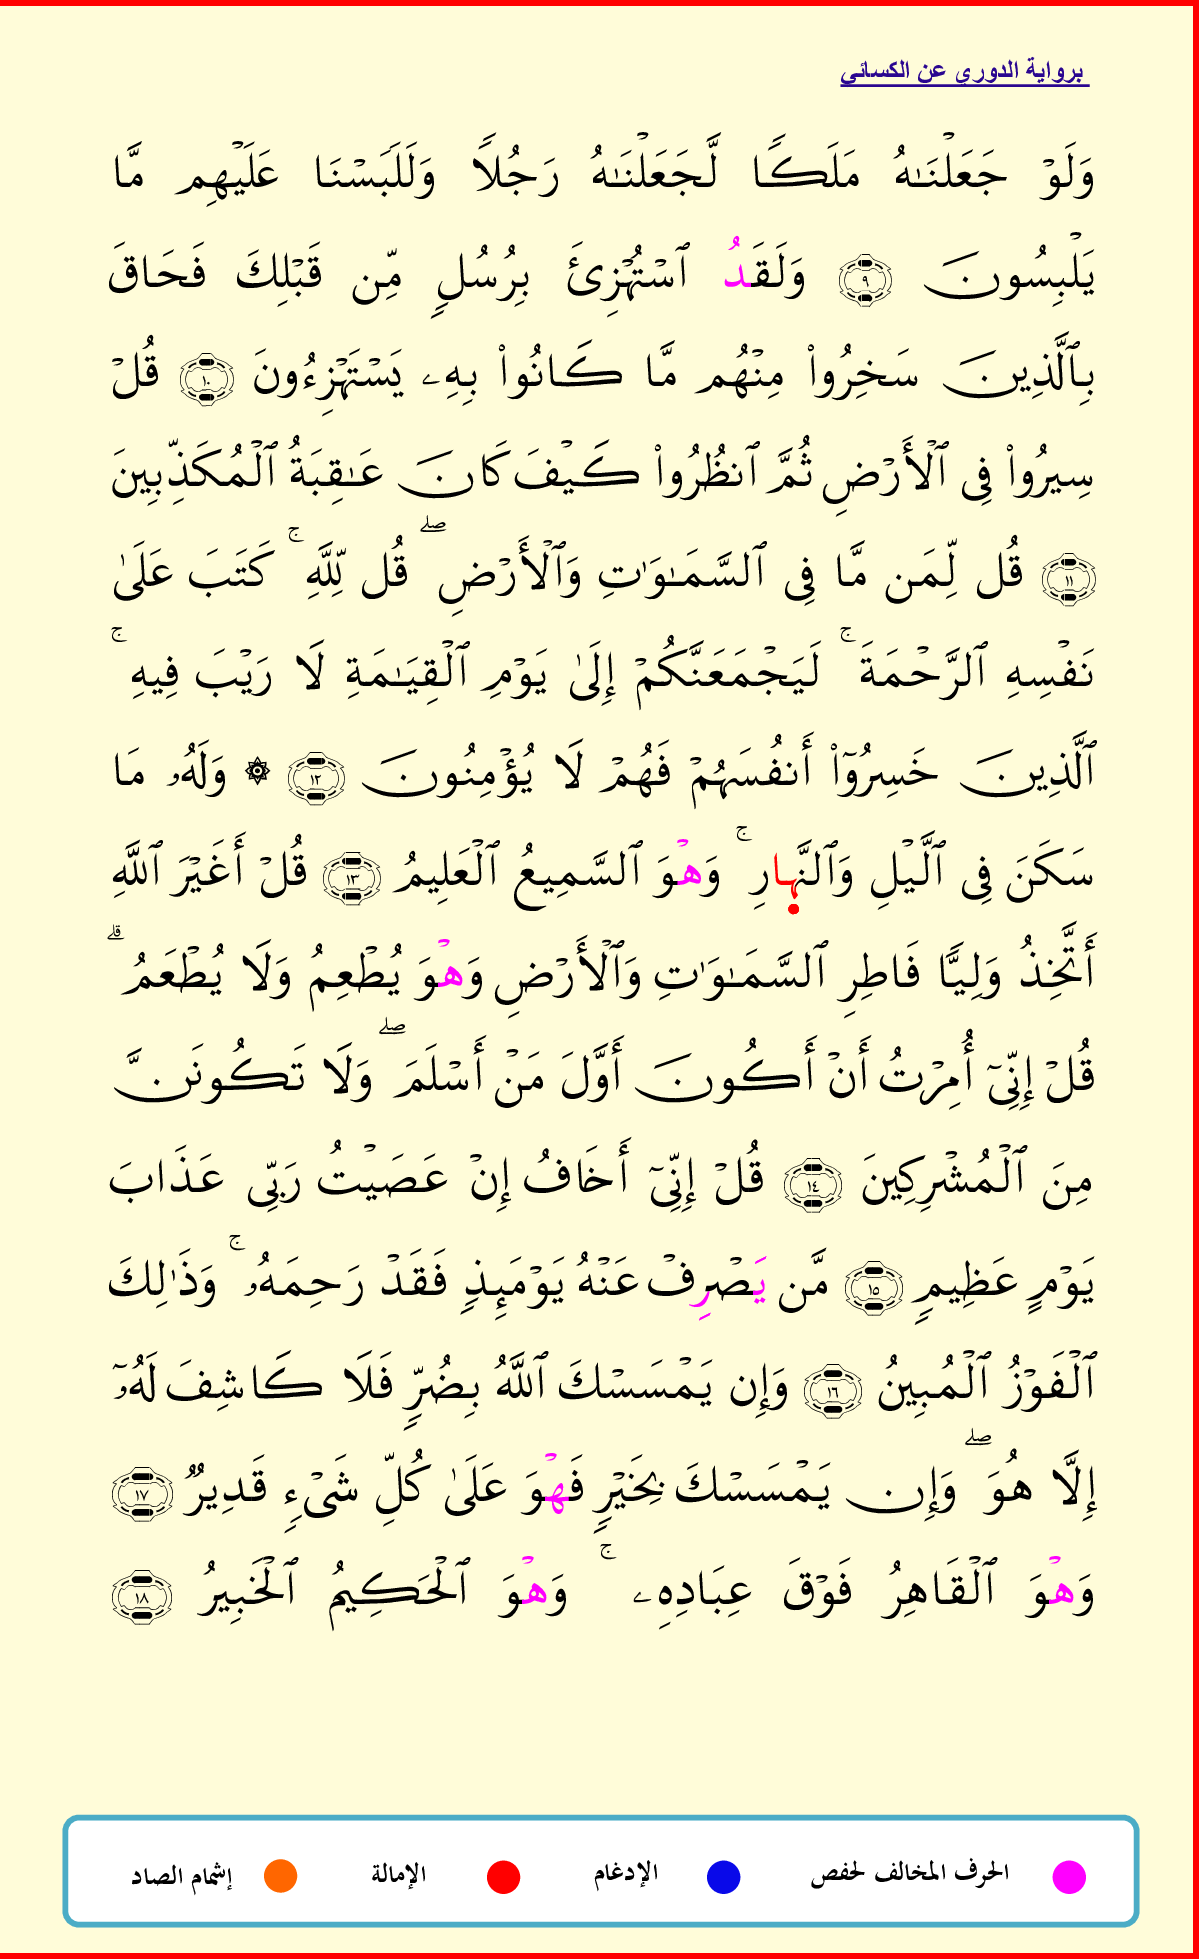 برواية الدوري عن الكسائي
وَلَوۡ جَعَلۡنَٰهُ مَلَكٗا لَّجَعَلۡنَٰهُ رَجُلٗا وَلَلَبَسۡنَا عَلَيۡهِم مَّا
يَلۡبِسُونَ ٩ وَلَقَدُ ٱسۡتُهۡزِئَ بِرُسُلٖ مِّن قَبۡلِكَ فَحَاقَ
بِٱلَّذِينَ سَخِرُواْ مِنۡهُم مَّا كَانُواْ بِهِۦ يَسۡتَهۡزِءُونَ ١٠ قُلۡ
سِيرُواْ فِي ٱلۡأَرۡضِ ثُمَّ ٱنظُرُواْ كَيۡفَ كَانَ عَٰقِبَةُ ٱلۡمُكَذِّبِينَ
١١ قُل لِّمَن مَّا فِي ٱلسَّمَٰوَٰتِ وَٱلۡأَرۡضِۖ قُل لِّلَّهِۚ كَتَبَ عَلَىٰ
نَفۡسِهِ ٱلرَّحۡمَةَۚ لَيَجۡمَعَنَّكُمۡ إِلَىٰ يَوۡمِ ٱلۡقِيَٰمَةِ لَا رَيۡبَ فِيهِۚ
ٱلَّذِينَ خَسِرُوٓاْ أَنفُسَهُمۡ فَهُمۡ لَا يُؤۡمِنُونَ ١٢ ۞ وَلَهُۥ مَا
سَكَنَ فِي ٱلَّيۡلِ وَٱلنَّهارِۚ وَهۡوَ ٱلسَّمِيعُ ٱلۡعَلِيمُ ١٣ قُلۡ أَغَيۡرَ ٱللَّهِ
أَتَّخِذُ وَلِيّٗا فَاطِرِ ٱلسَّمَٰوَٰتِ وَٱلۡأَرۡضِ وَهۡوَ يُطۡعِمُ وَلَا يُطۡعَمُۗ
قُلۡ إِنِّيٓ أُمِرۡتُ أَنۡ أَكُونَ أَوَّلَ مَنۡ أَسۡلَمَۖ وَلَا تَكُونَنَّ
مِنَ ٱلۡمُشۡرِكِينَ ١٤ قُلۡ إِنِّيٓ أَخَافُ إِنۡ عَصَيۡتُ رَبِّي عَذَابَ
يَوۡمٍ عَظِيمٖ ١٥ مَّن يَصۡرِفۡ عَنۡهُ يَوۡمَئِذٖ فَقَدۡ رَحِمَهُۥۚ وَذَٰلِكَ
ٱلۡفَوۡزُ ٱلۡمُبِينُ ١٦ وَإِن يَمۡسَسۡكَ ٱللَّهُ بِضُرّٖ فَلَا كَاشِفَ لَهُۥٓ
إِلَّا هُوَۖ وَإِن يَمۡسَسۡكَ بِخَيۡرٖ فَهۡوَ عَلَىٰ كُلِّ شَيۡءٖ قَدِيرٞ ١٧
وَهۡوَ ٱلۡقَاهِرُ فَوۡقَ عِبَادِهِۦۚ وَهۡوَ ٱلۡحَكِيمُ ٱلۡخَبِيرُ ١٨
الحرف المخالف لحفص الإدغام الإمالة إشمام الصاد